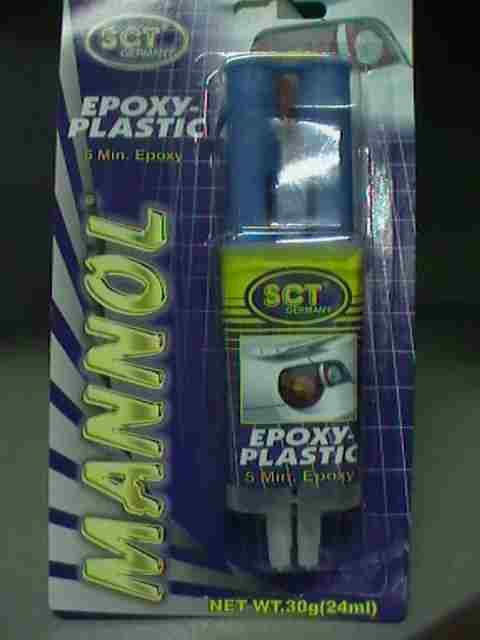 SCT
GERMANY
EPOXY-
PLASTIC
5 Min. Epoxy
MANNOL
SCT
GERMANY
EPOXY-
PLASTIC
5 Min. Epoxy
NET WT.30g(24ml)